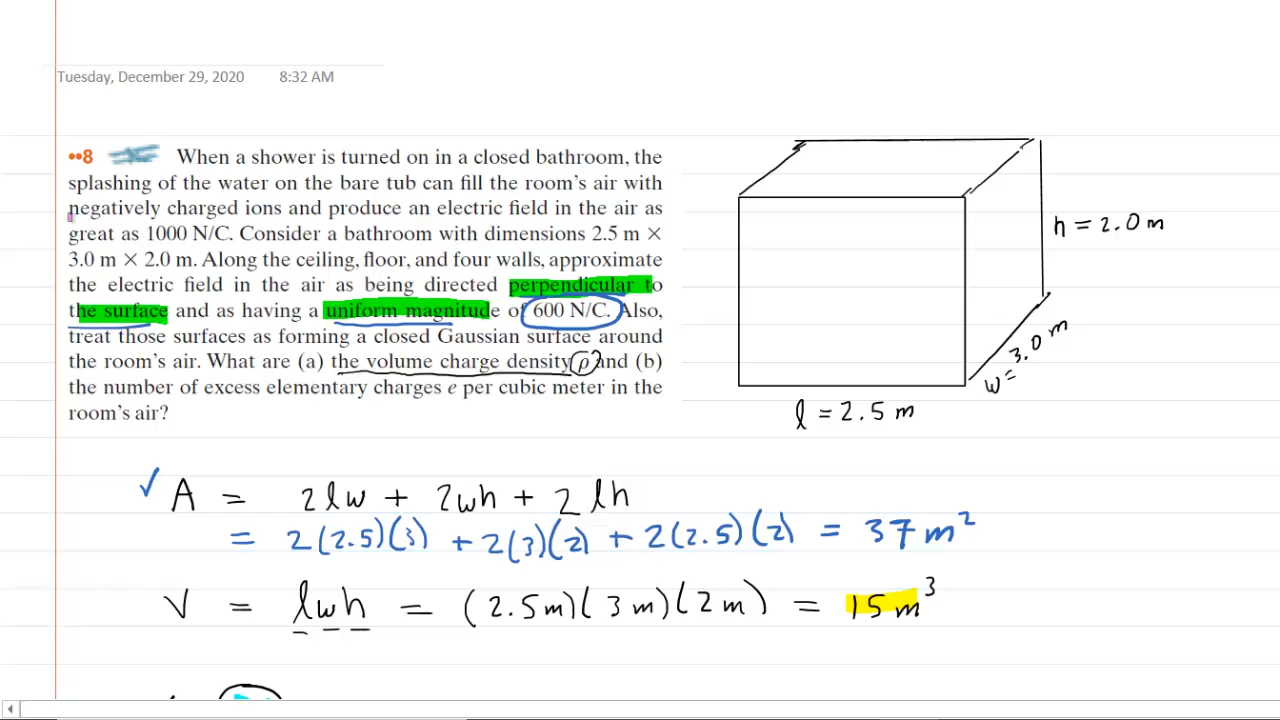 Tuesday, December 29, 2020 8:32 AM
••8 When a shower is turned on in a closed bathroom, the
splashing of the water on the bare tub can fill the room's air with
negatively charged ions and produce an electric field in the air as
great as 1000 N/C. Consider a bathroom with dimensions 2.5 m ×
3.0 m × 2.0 m. Along the ceiling, floor, and four walls, approximate
the electric field in the air as being directed perpendicular to
the surface and as having a uniform magnitude of 600 N/C. Also,
treat those surfaces as forming a closed Gaussian surface around
the room's air. What are (a) the volume charge density ρ and (b)
the number of excess elementary charges e per cubic meter in the
room's air?
h = 2.0 m
w = 3.0 m
l = 2.5 m
✓ A = 2lw + 2wh + 2lh
= 2(2.5)(3) + 2(3)(2) + 2(2.5)(2) = 37 m²
V = lwh = (2.5m)(3m)(2m) = 15 m³